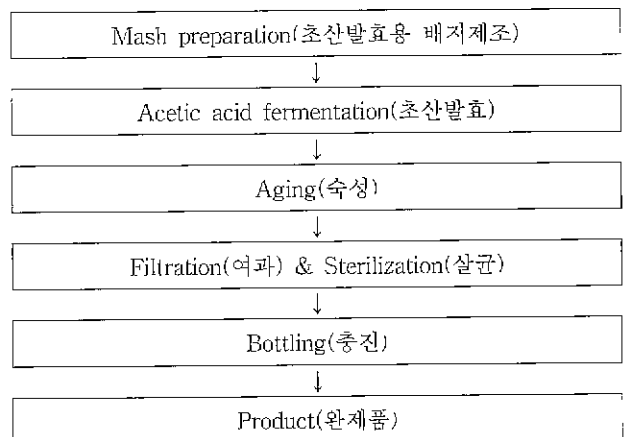 Mash preparation(초산발효용 배지제조)
↓
Acetic acid fermentation(초산발효)
↓
Aging(숙성)
↓
Filtration(여과) & Sterilization(살균)
↓
Bottling(충진)
↓
Product(완제품)